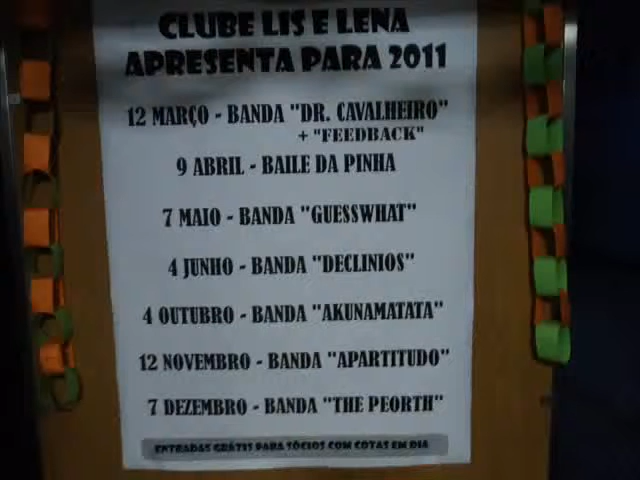 CLUBE LIS E LENA
APRESENTA PARA 2011
12 MARÇO - BANDA "DR. CAVALHEIRO"
+ "FEEDBACK"
9 ABRIL - BAILE DA PINHA
7 MAIO - BANDA "GUESSWHAT"
4 JUNHO - BANDA "DECLINIOS"
4 OUTUBRO - BANDA "AKUNAMATATA"
12 NOVEMBRO - BANDA "APARTITUDO"
7 DEZEMBRO - BANDA "THE PEORTH"
ENTRADAS GRÁTIS PARA SÓCIOS COM COTAS EM DIA